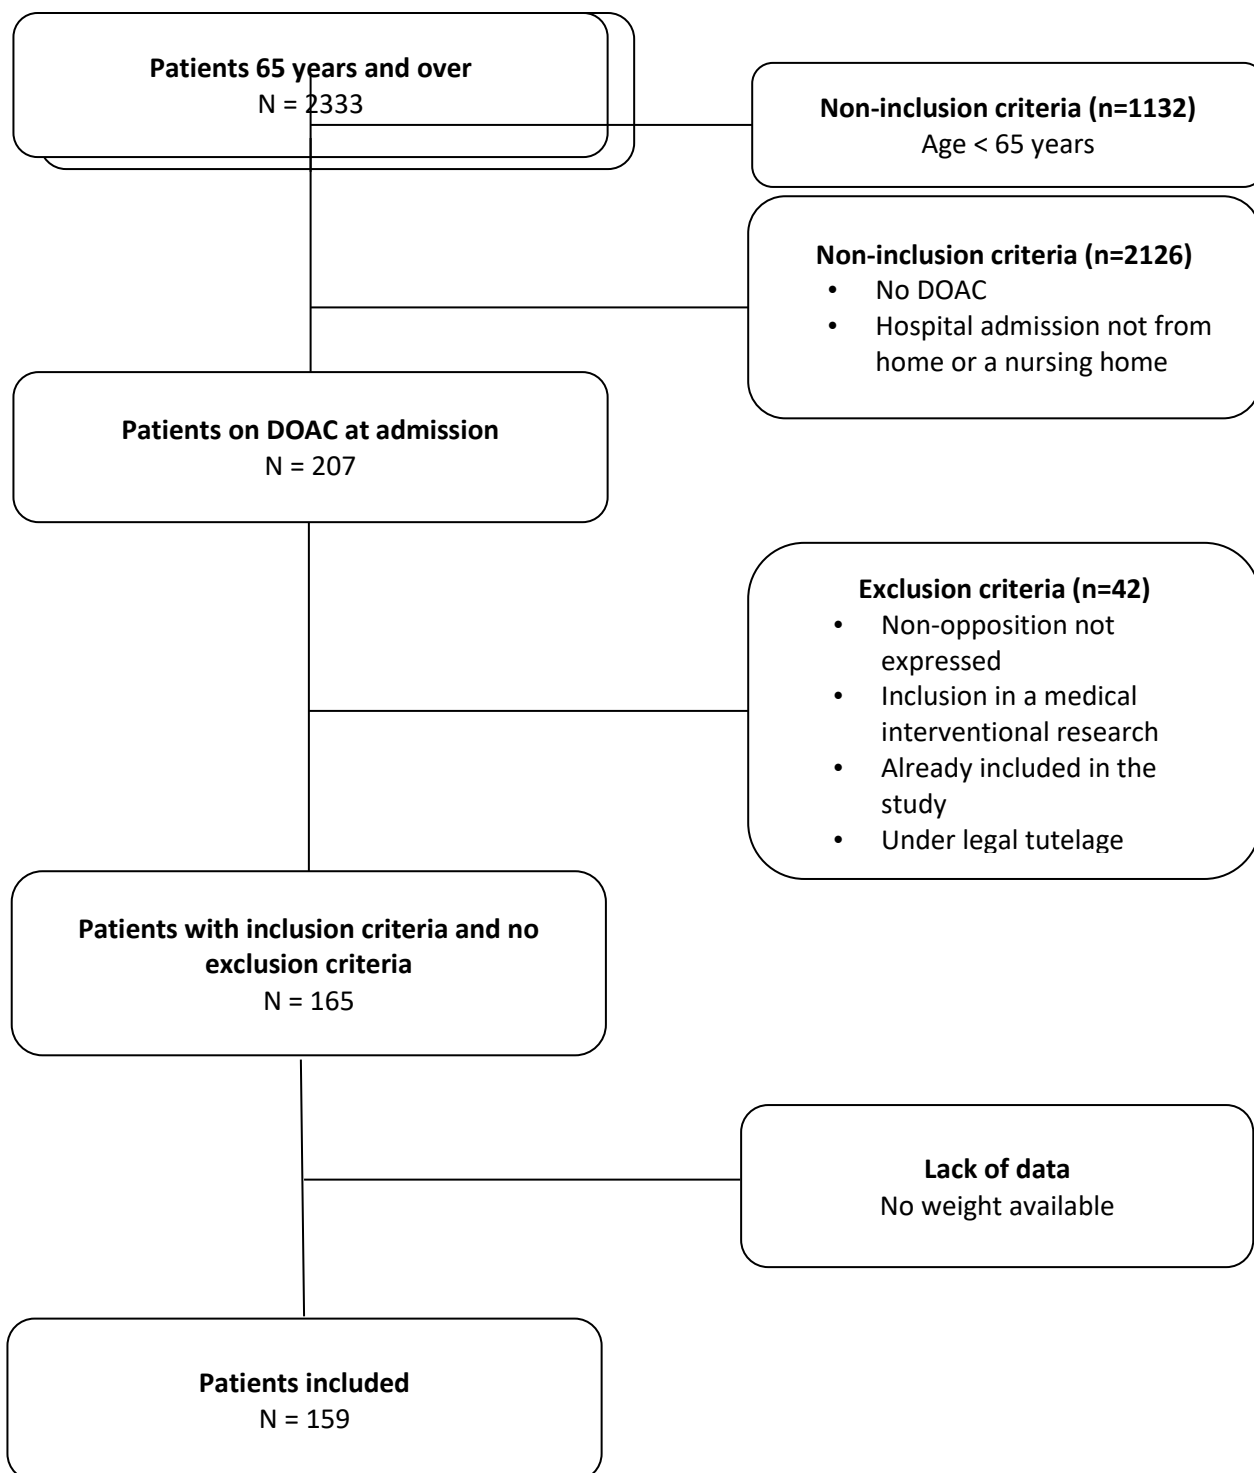 Patients 65 years and over
N = 2333
Non-inclusion criteria (n=1132)
Age < 65 years
Non-inclusion criteria (n=2126)
• No DOAC
• Hospital admission not from
home or a nursing home
Patients on DOAC at admission
N = 207
Exclusion criteria (n=42)
• Non-opposition not
expressed
• Inclusion in a medical
interventional research
• Already included in the
study
• Under legal tutelage
Patients with inclusion criteria and no
exclusion criteria
N = 165
Lack of data
No weight available
Patients included
N = 159